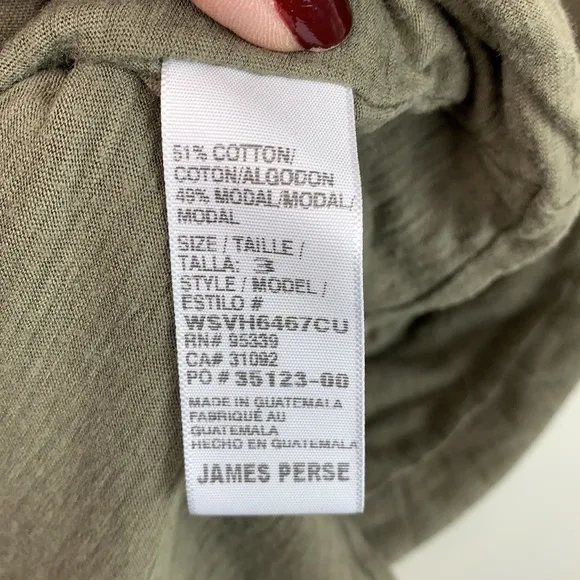 51% COTTON/
COTON/ALGODON
49% MODAL/MODAL/
MODAL
SIZE / TAILLE /
TALLA: 3
STYLE / MODEL /
ESTILO #
WSVH6467CU
RN# 95339
CA# 31092
PO # 35123-00
MADE IN GUATEMALA
FABRIQUÉ AU
GUATEMALA
HECHO EN GUATEMALA
JAMES PERSE